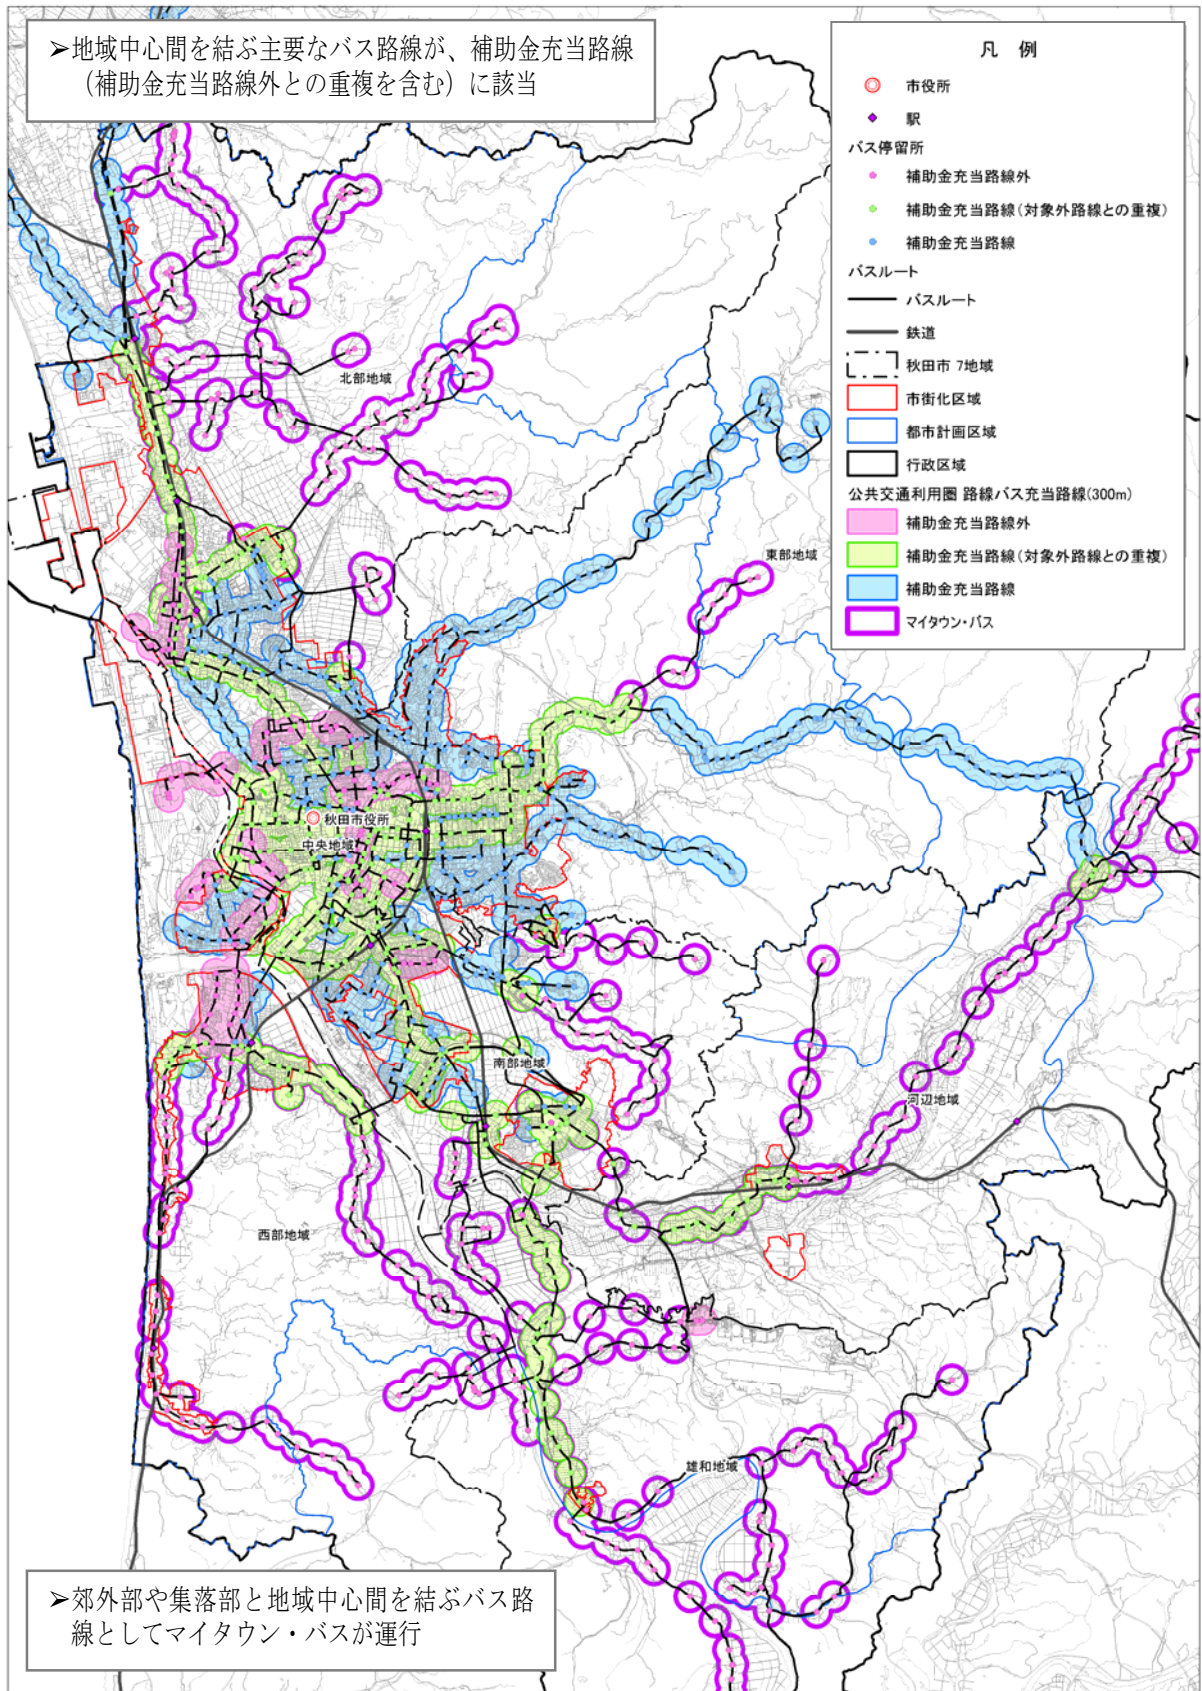 ➢地域中心間を結ぶ主要なバス路線が、補助金充当路線
（補助金充当路線外との重複を含む）に該当
凡 例
市役所
駅
バス停留所
補助金充当路線外
補助金充当路線(対象外路線との重複)
補助金充当路線
バスルート
バスルート
鉄道
秋田市 7地域
市街化区域
都市計画区域
行政区域
公共交通利用圏 路線バス充当路線(300m)
補助金充当路線外
補助金充当路線(対象外路線との重複)
補助金充当路線
マイタウン・バス
北部地域
東部地域
秋田市役所
中央地域
南部地域
河辺地域
西部地域
雄和地域
➢郊外部や集落部と地域中心間を結ぶバス路
線としてマイタウン・バスが運行